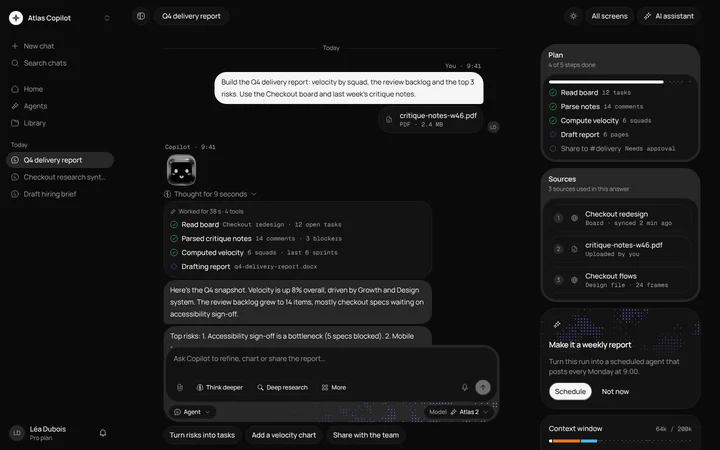 Atlas Copilot
New chat
Search chats
Home
Agents
Library
Today
Q4 delivery report
Checkout research synt...
Draft hiring brief
LD
Léa Dubois
Pro plan
Q4 delivery report
All screens
AI assistant
Today
You · 9:41
Build the Q4 delivery report: velocity by squad, the review backlog and the top 3
risks. Use the Checkout board and last week's critique notes.
critique-notes-w46.pdf
PDF · 2.4 MB
LD
Copilot · 9:41
Thought for 9 seconds
Worked for 38 s · 4 tools
Read board Checkout redesign · 12 open tasks
Parsed critique notes 14 comments · 3 blockers
Computed velocity 6 squads · last 6 sprints
Drafting report q4-delivery-report.docx
Here's the Q4 snapshot. Velocity is up 8% overall, driven by Growth and Design
system. The review backlog grew to 14 items, mostly checkout specs waiting on
accessibility sign-off.
Top risks: 1. Accessibility sign-off is a bottleneck (5 specs blocked). 2. Mobile
Ask Copilot to refine, chart or share the report...
Think deeper
Deep research
More
Agent
Model Atlas 2
Turn risks into tasks
Add a velocity chart
Share with the team
Plan
4 of 5 steps done
Read board 12 tasks
Parse notes 14 comments
Compute velocity 6 squads
Draft report 6 pages
Share to #delivery Needs approval
Sources
3 sources used in this answer
1 Checkout redesign
Board · synced 2 min ago
2 critique-notes-w46.pdf
Uploaded by you
3 Checkout flows
Design file · 24 frames
Make it a weekly report
Turn this run into a scheduled agent that
posts every Monday at 9:00.
Schedule
Not now
Context window 64k / 200k